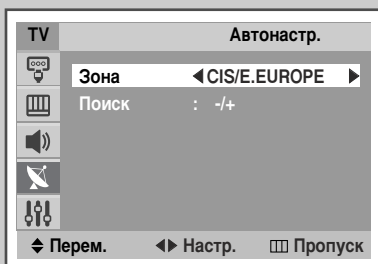 TV Автонастр.
Зона ◀CIS/E.EUROPE ▶
Поиск : -/+
Перем. Настр. Пропуск